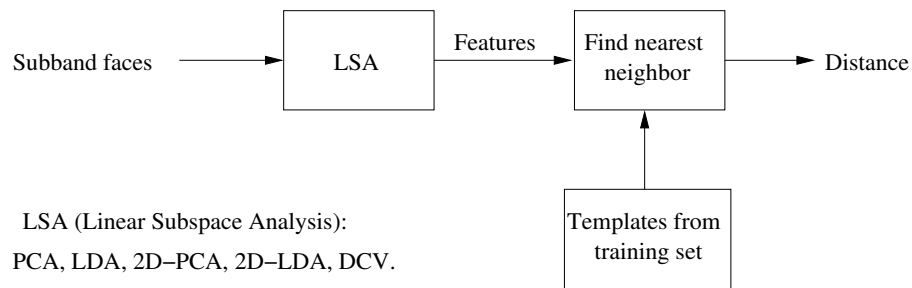 Subband faces
LSA
Features
Find nearest
neighbor
Distance
Templates from
training set
LSA (Linear Subspace Analysis):
PCA, LDA, 2D−PCA, 2D−LDA, DCV.